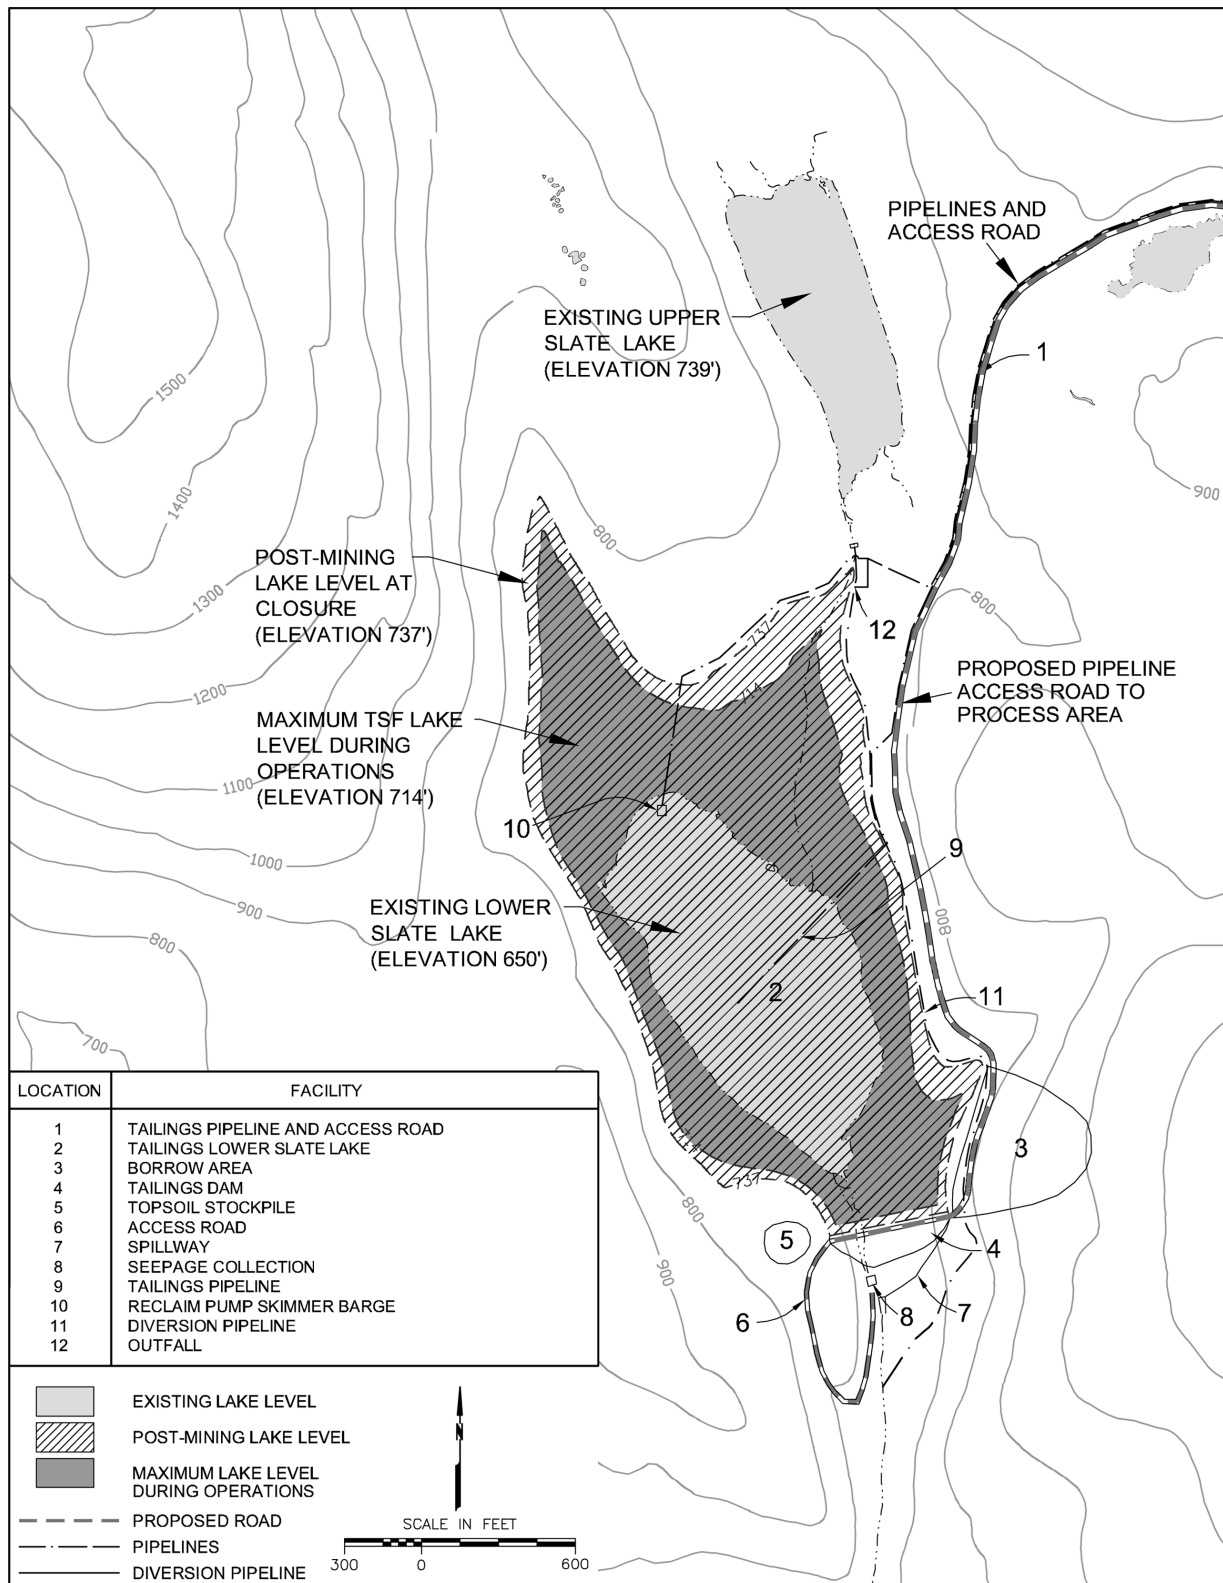 PIPELINES AND
ACCESS ROAD
EXISTING UPPER
SLATE LAKE
(ELEVATION 739')
1
1500
1400
900
800
POST-MINING
LAKE LEVEL AT
CLOSURE
(ELEVATION 737')
1300
800
12
737
PROPOSED PIPELINE
ACCESS ROAD TO
PROCESS AREA
1200
714
MAXIMUM TSF LAKE
LEVEL DURING
OPERATIONS
(ELEVATION 714')
1100
10
9
1000
900
800
EXISTING LOWER
SLATE LAKE
(ELEVATION 650')
800
2
11
700
3
714
737
800
5
4
900
6
8
7
LOCATION FACILITY
1 TAILINGS PIPELINE AND ACCESS ROAD
2 TAILINGS LOWER SLATE LAKE
3 BORROW AREA
4 TAILINGS DAM
5 TOPSOIL STOCKPILE
6 ACCESS ROAD
7 SPILLWAY
8 SEEPAGE COLLECTION
9 TAILINGS PIPELINE
10 RECLAIM PUMP SKIMMER BARGE
11 DIVERSION PIPELINE
12 OUTFALL
EXISTING LAKE LEVEL
POST-MINING LAKE LEVEL
MAXIMUM LAKE LEVEL
DURING OPERATIONS
PROPOSED ROAD
PIPELINES
DIVERSION PIPELINE
N
SCALE IN FEET
300 0 600